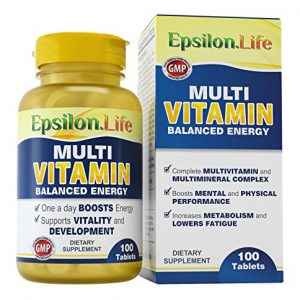 Epsilon.Life
MULTI
VITAMIN
BALANCED ENERGY
One a day BOOSTS Energy
Supports VITALITY and
DEVELOPMENT
GMP
DIETARY
SUPPLEMENT
100
Tablets
Epsilon.Life
GMP
MULTI
VITAMIN
BALANCED ENERGY
Complete MULTIVITAMIN and
MULTIMINERAL COMPLEX
Boosts MENTAL and PHYSICAL
PERFORMANCE
Increases METABOLISM and
LOWERS FATIGUE
DIETARY SUPPLEMENT
100
Tablets